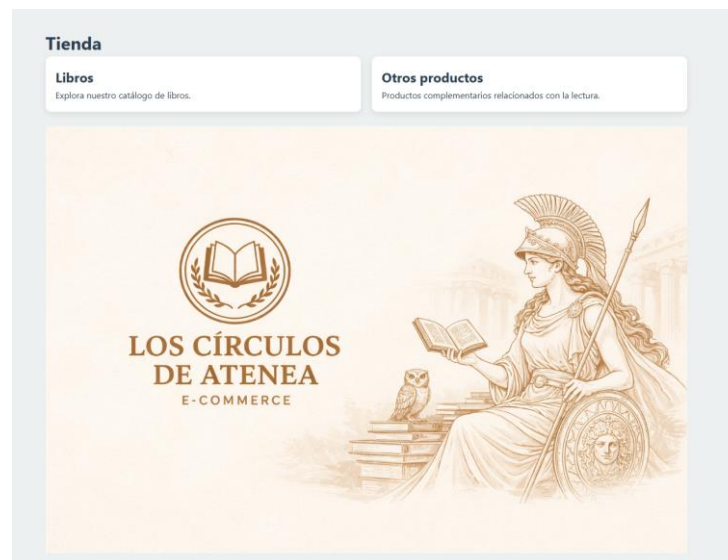 Tienda
Libros
Explora nuestro catálogo de libros.
Otros productos
Productos complementarios relacionados con la lectura.
LOS CÍRCULOS
DE ATENEA
E-COMMERCE